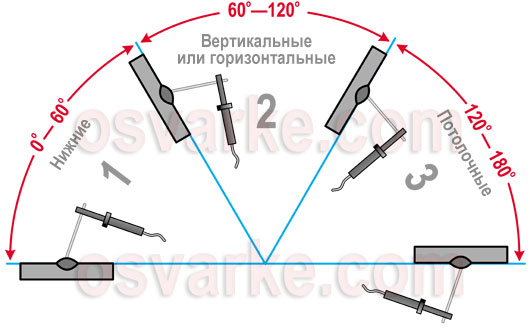 60°—120°
Вертикальные
или горизонтальные
2
0° — 60°
Нижние
1
120° — 180°
Потолочные
3
osvarke.com
osvarke.com